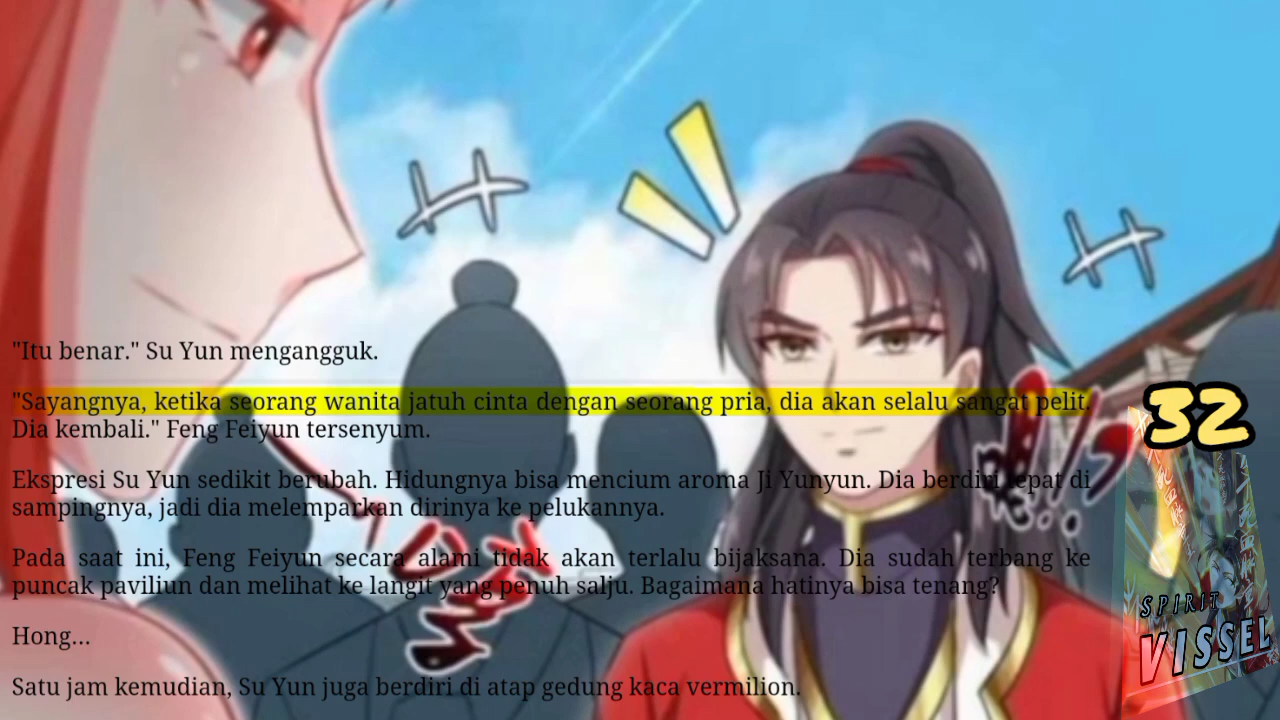 "Itu benar." Su Yun mengangguk.
"Sayangnya, ketika seorang wanita jatuh cinta dengan seorang pria, dia akan selalu sangat pelit.
Dia kembali." Feng Feiyun tersenyum.
Ekspresi Su Yun sedikit berubah. Hidungnya bisa mencium aroma Ji Yunyun. Dia berdiri tepat di
sampingnya, jadi dia melemparkan dirinya ke pelukannya.
Pada saat ini, Feng Feiyun secara alami tidak akan terlalu bijaksana. Dia sudah terbang ke
puncak paviliun dan melihat ke langit yang penuh salju. Bagaimana hatinya bisa tenang?
Hong...
Satu jam kemudian, Su Yun juga berdiri di atap gedung kaca vermilion.
32
SPIRIT
VISSEL